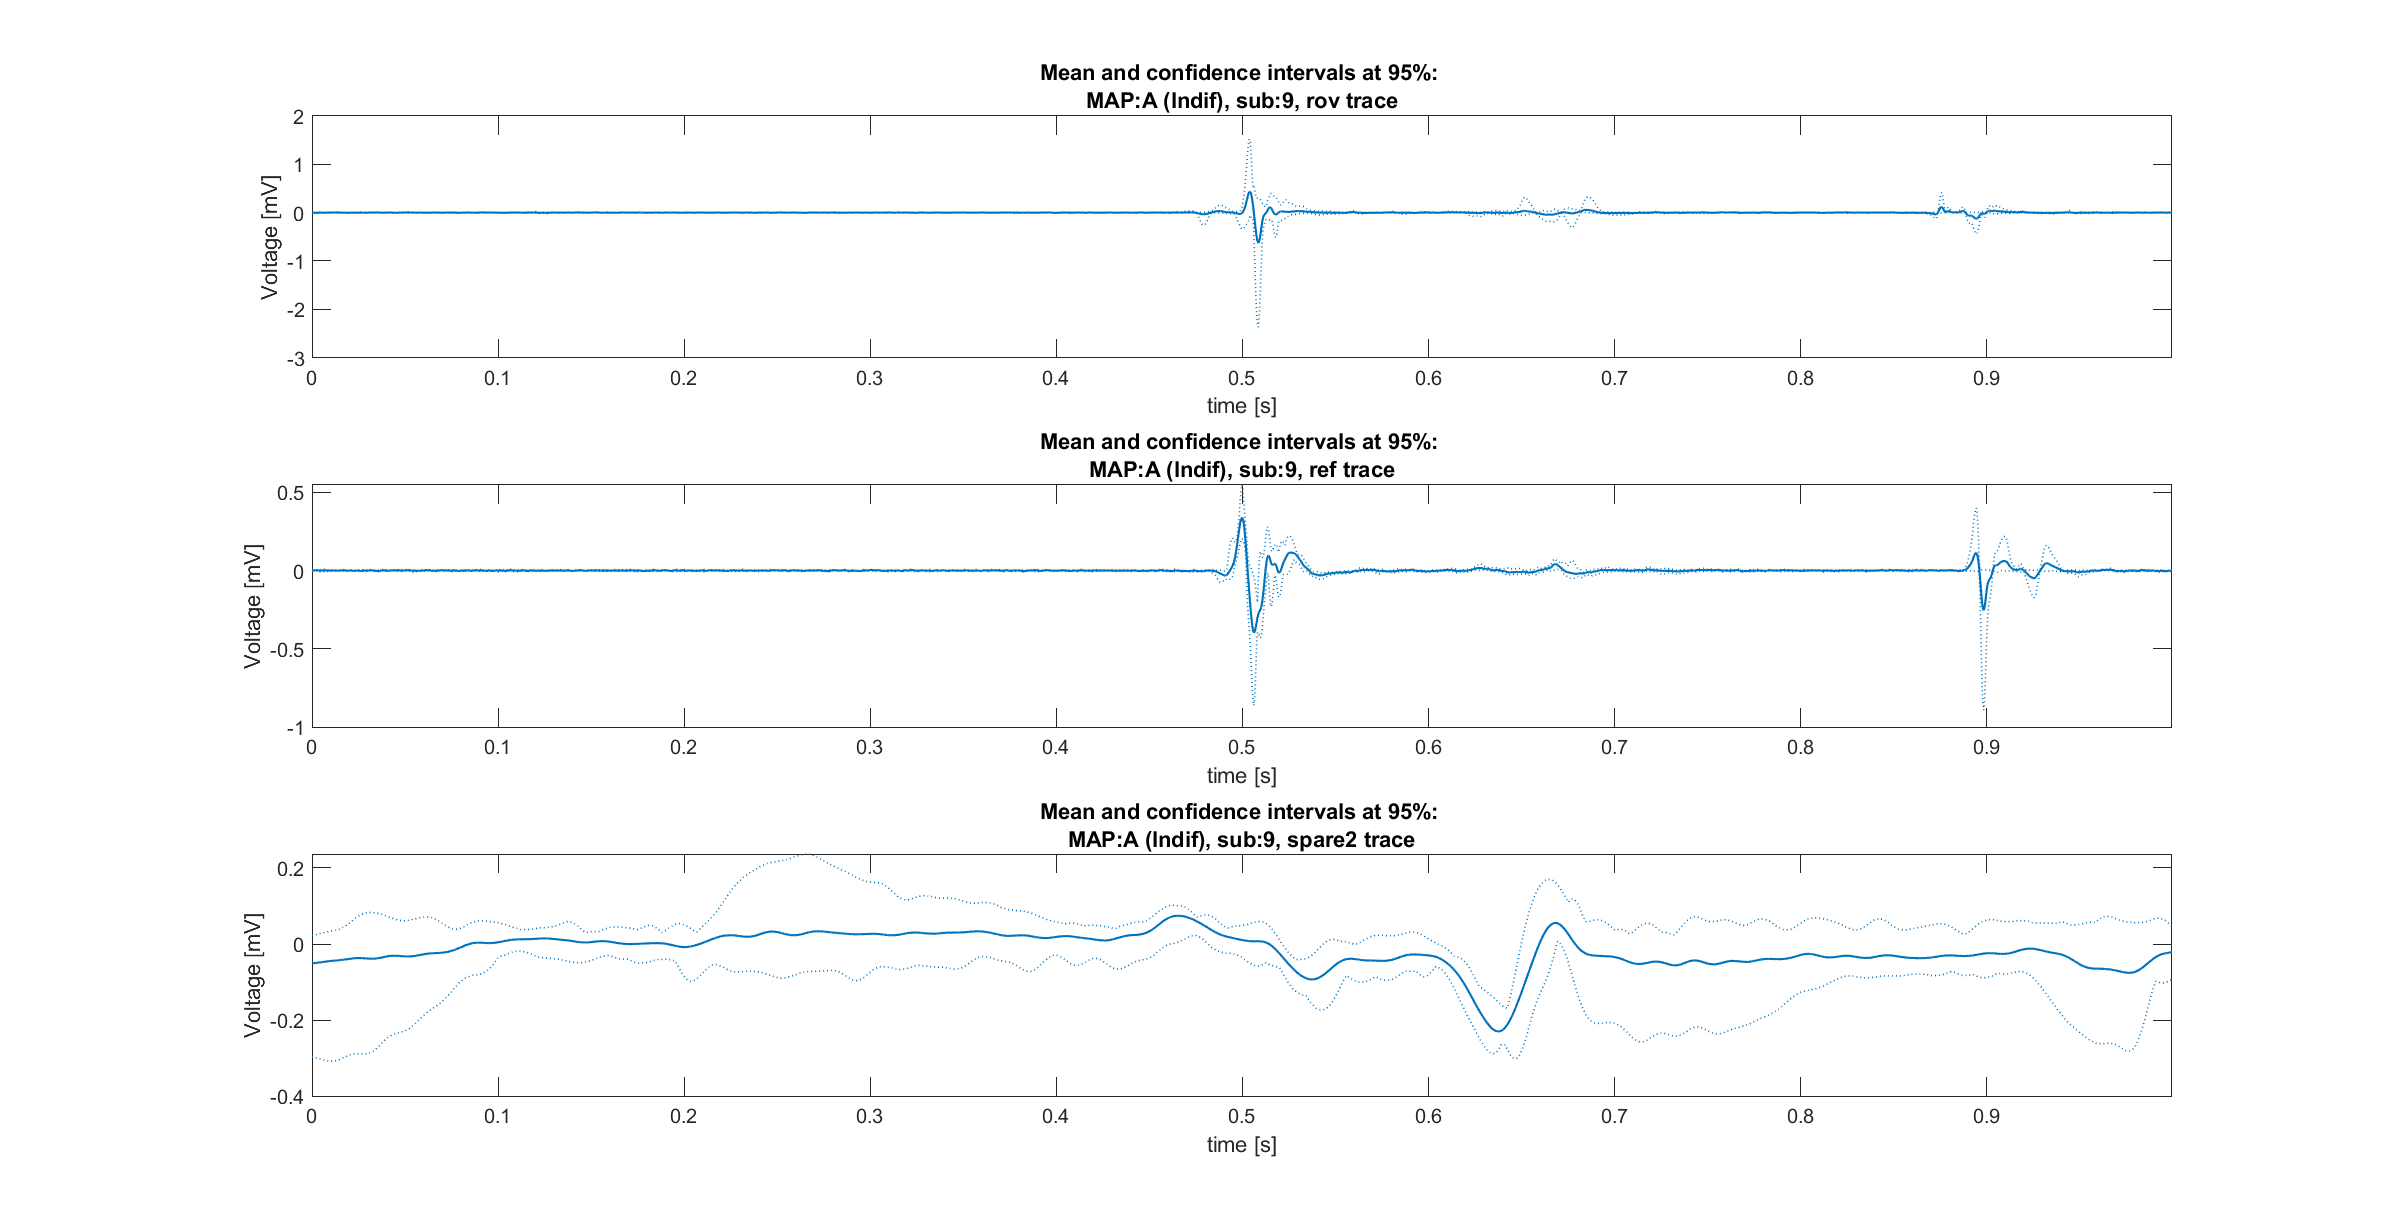 Mean and confidence intervals at 95%:
MAP:A (Indif), sub:9, rov trace
2
1
0
-1
-2
-3
Voltage [mV]
0 0.1 0.2 0.3 0.4 0.5 0.6 0.7 0.8 0.9
time [s]
Mean and confidence intervals at 95%:
MAP:A (Indif), sub:9, ref trace
0.5
0
-0.5
-1
Voltage [mV]
0 0.1 0.2 0.3 0.4 0.5 0.6 0.7 0.8 0.9
time [s]
Mean and confidence intervals at 95%:
MAP:A (Indif), sub:9, spare2 trace
0.2
0
-0.2
-0.4
Voltage [mV]
0 0.1 0.2 0.3 0.4 0.5 0.6 0.7 0.8 0.9
time [s]